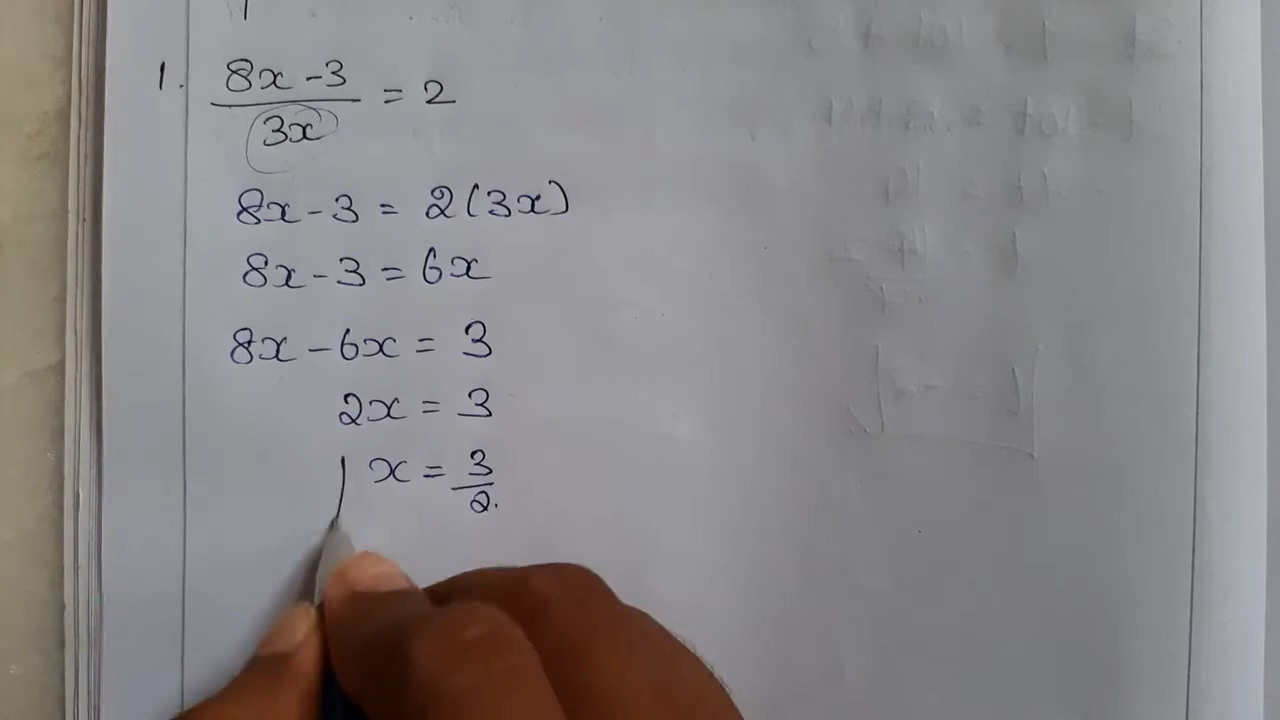 1. 8x - 3 / 3x = 2
8x - 3 = 2(3x)
8x - 3 = 6x
8x - 6x = 3
2x = 3
x = 3/2.